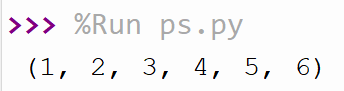 >>> %Run ps.py
(1, 2, 3, 4, 5, 6)